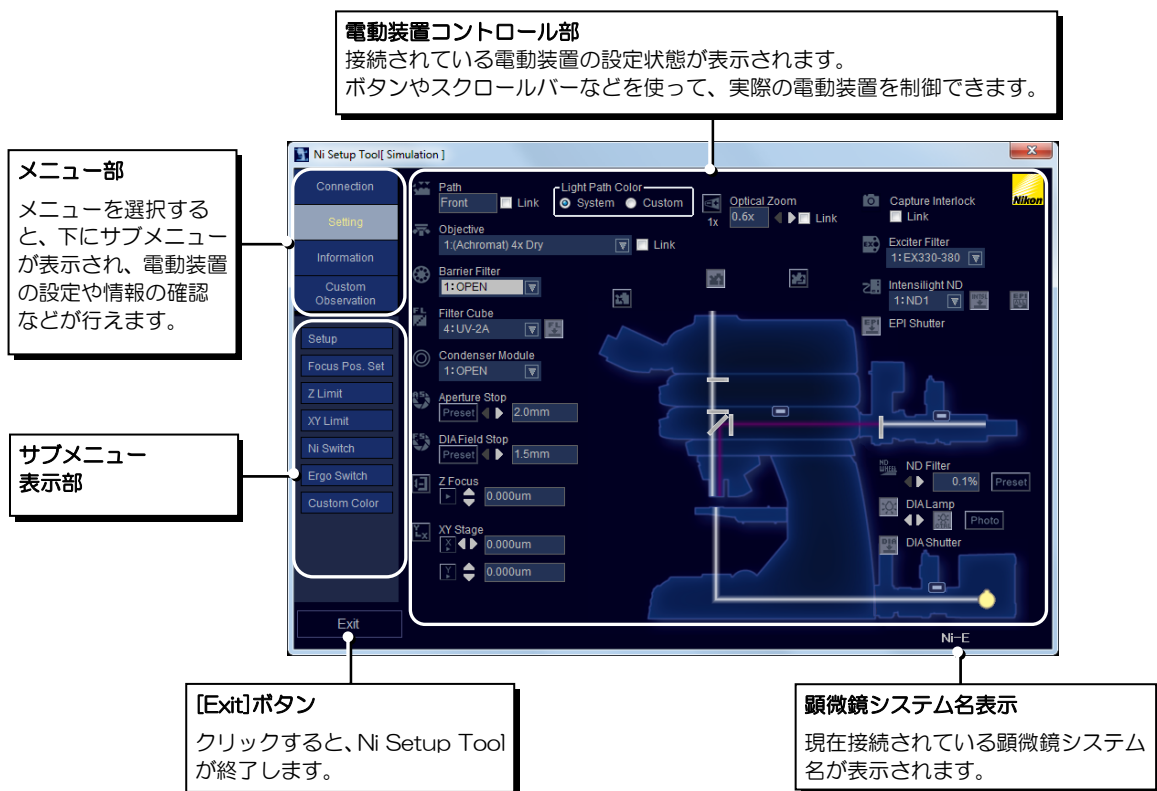 電動装置コントロール部
接続されている電動装置の設定状態が表示されます。
ボタンやスクロールバーなどを使って、実際の電動装置を制御できます。
メニュー部
メニューを選択する
と、下にサブメニュー
が表示され、電動装置
の設定や情報の確認
などが行えます。
サブメニュー
表示部
Ni Setup Tool[ Simulation ]
Connection
Setting
Information
Custom
Observation
Setup
Focus Pos. Set
Z Limit
XY Limit
Ni Switch
Ergo Switch
Custom Color
Exit
Path
Front
Link
Light Path Color
System
Custom
1x
Optical Zoom
0.6x
Link
Capture Interlock
Link
Nikon
Objective
1:(Achromat) 4x Dry
Link
Exciter Filter
1:EX330-380
Barrier Filter
1:OPEN
Intensilight ND
1:ND1
EPI Shutter
Filter Cube
4:UV-2A
Condenser Module
1:OPEN
Aperture Stop
Preset
2.0mm
DIA Field Stop
Preset
1.5mm
Z Focus
0.000um
XY Stage
X
0.000um
Y
0.000um
ND Filter
0.1%
Preset
DIA Lamp
Photo
DIA Shutter
Ni-E
[Exit]ボタン
クリックすると、Ni Setup Tool
が終了します。
顕微鏡システム名表示
現在接続されている顕微鏡システム
名が表示されます。